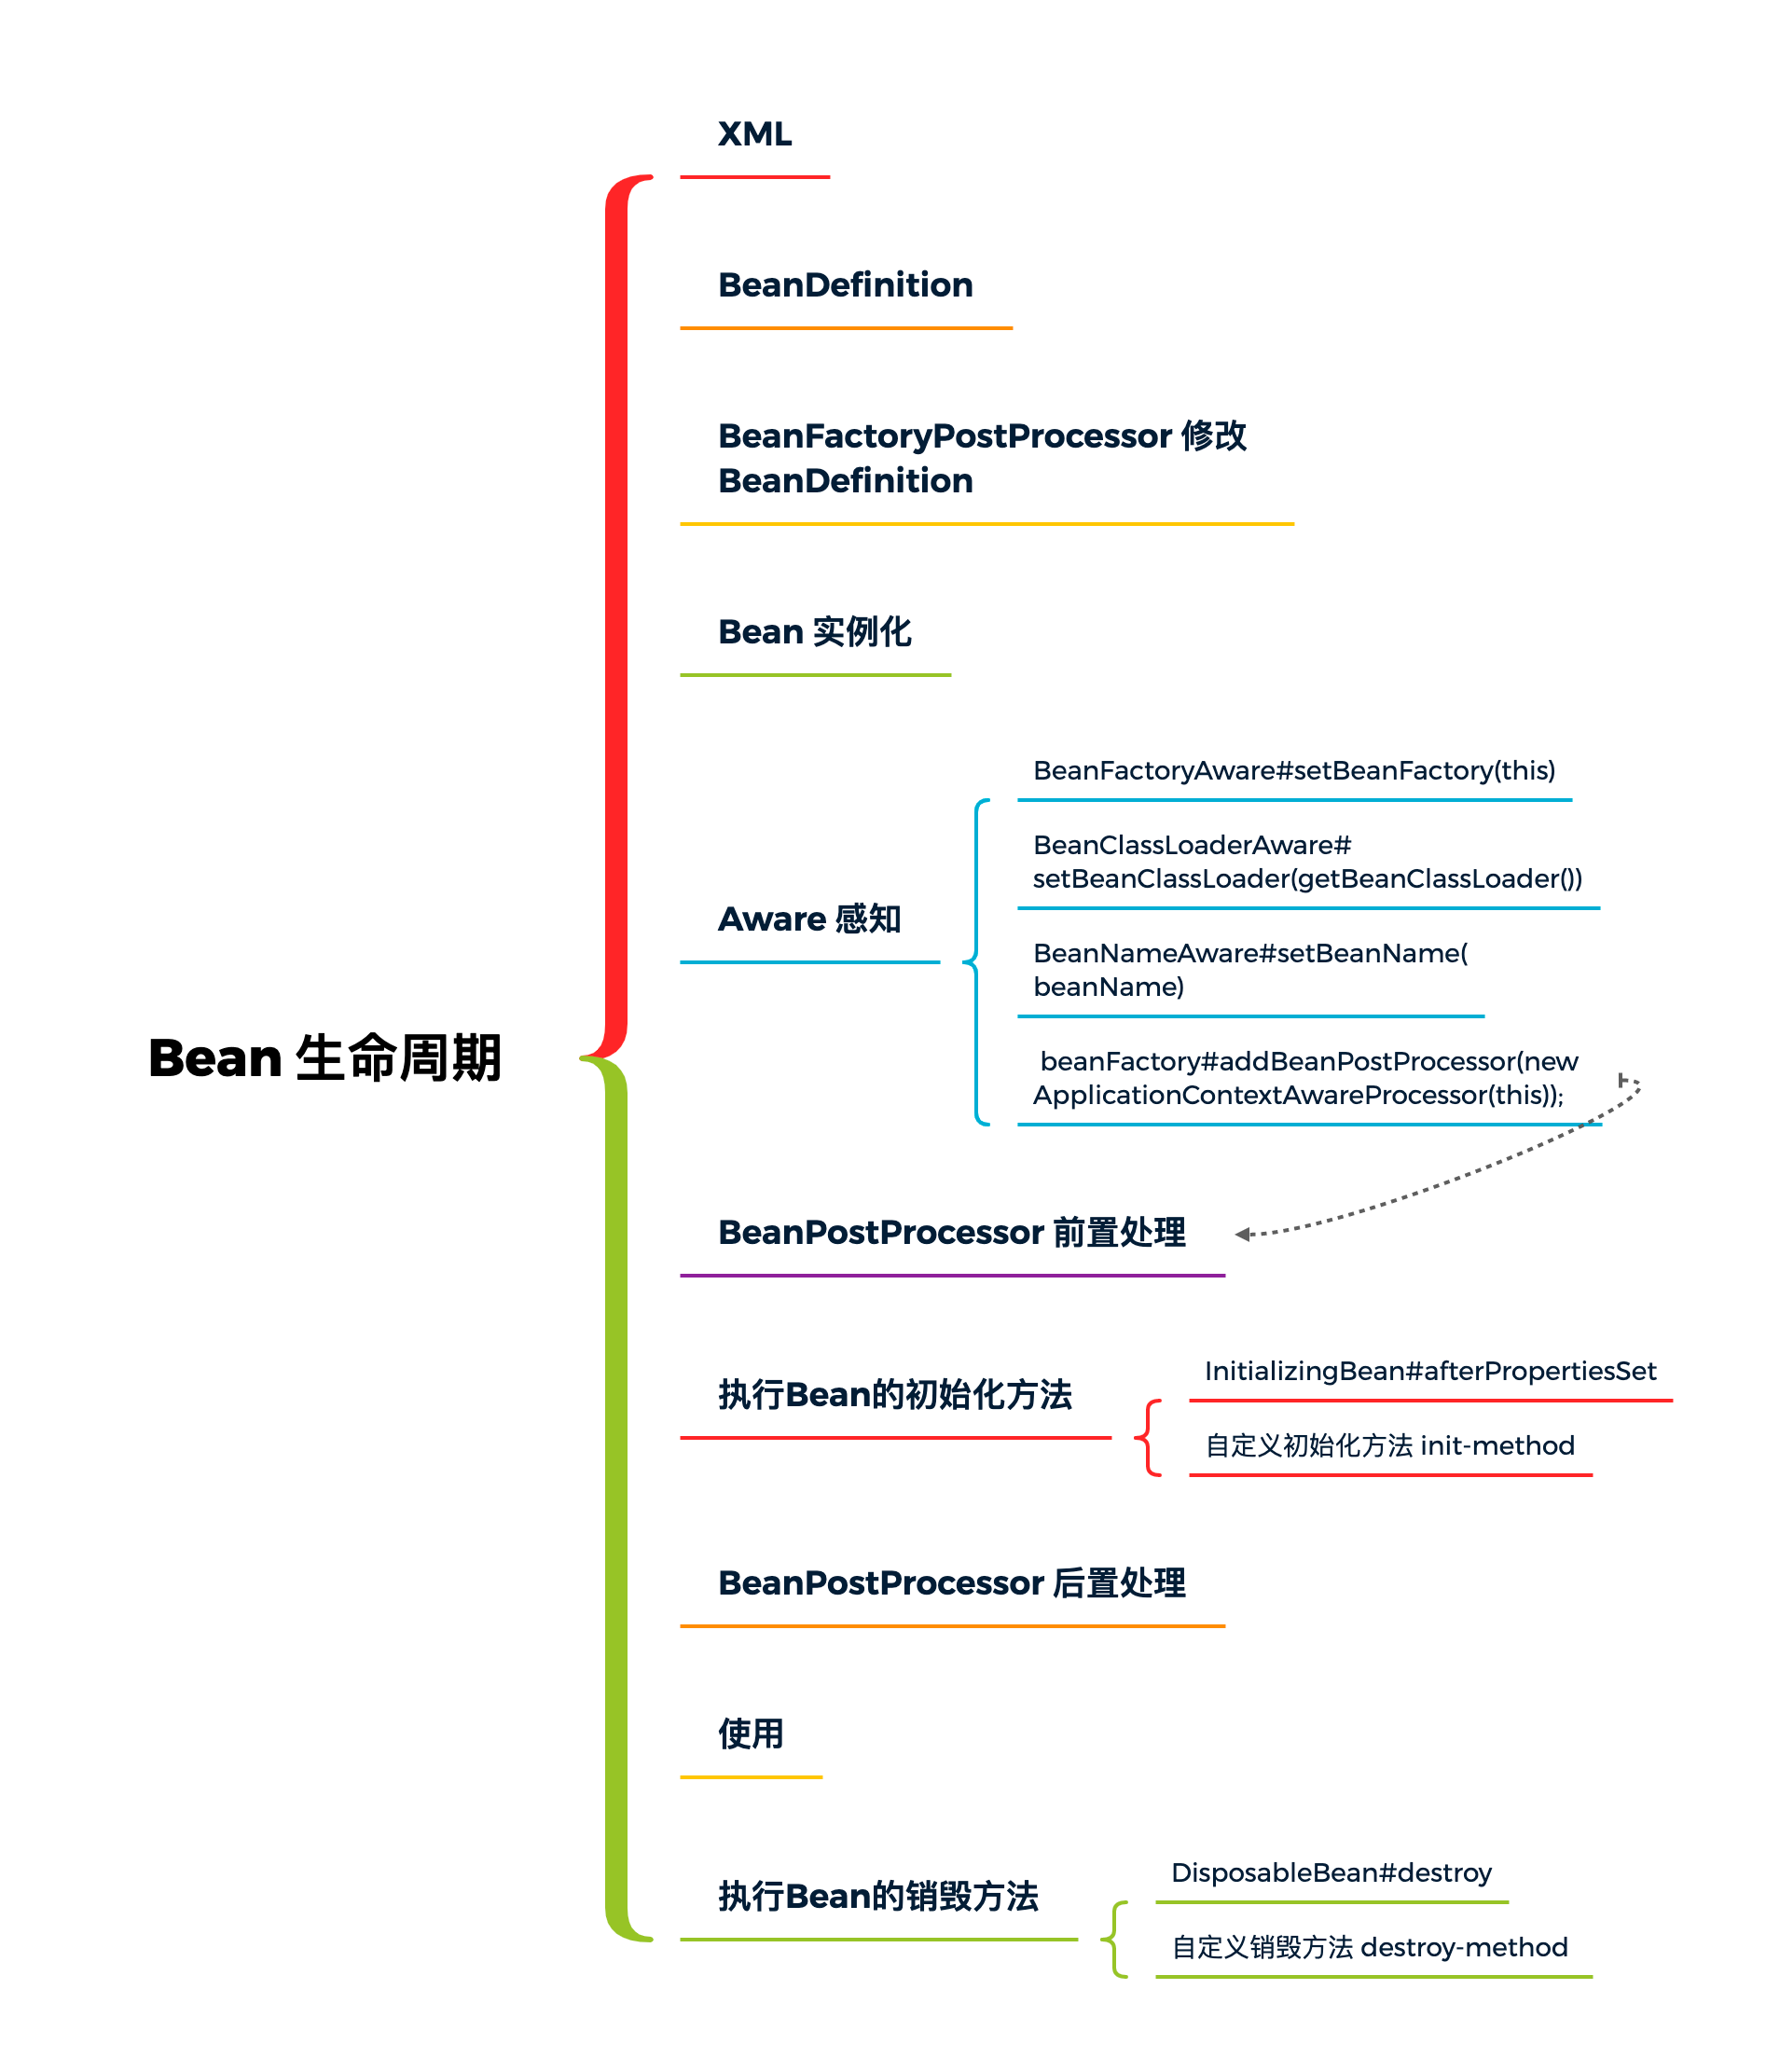 XML
BeanDefinition
BeanFactoryPostProcessor 修改
BeanDefinition
Bean 实例化
BeanFactoryAware#setBeanFactory(this)
BeanClassLoaderAware#
setBeanClassLoader(getBeanClassLoader())
Aware 感知
BeanNameAware#setBeanName(
beanName)
Bean 生命周期
beanFactory#addBeanPostProcessor(new
ApplicationContextAwareProcessor(this));
BeanPostProcessor 前置处理
InitializingBean#afterPropertiesSet
执行Bean的初始化方法
自定义初始化方法 init-method
BeanPostProcessor 后置处理
使用
DisposableBean#destroy
执行Bean的销毁方法
自定义销毁方法 destroy-method